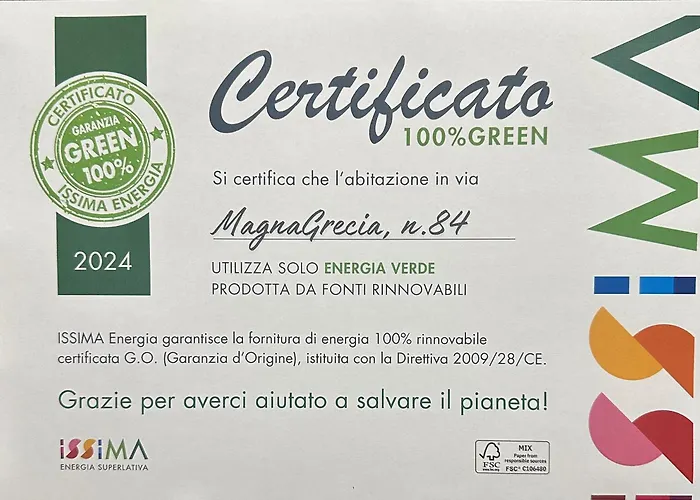 CERTIFICATO
GARANZIA
GREEN
100%
ISSIMA ENERGIA
2024
Certificato
100%GREEN
Si certifica che l'abitazione in via
MagnaGrecia, n.84
UTILIZZA SOLO ENERGIA VERDE
PRODOTTA DA FONTI RINNOVABILI
ISSIMA Energia garantisce la fornitura di energia 100% rinnovabile
certificata G.O. (Garanzia d'Origine), istituita con la Direttiva 2009/28/CE.
Grazie per averci aiutato a salvare il pianeta!
iSSiMA
ENERGIA SUPERLATIVA
FSC
MIX
Paper from
responsible sources
FSC® C106480
iSSiMA